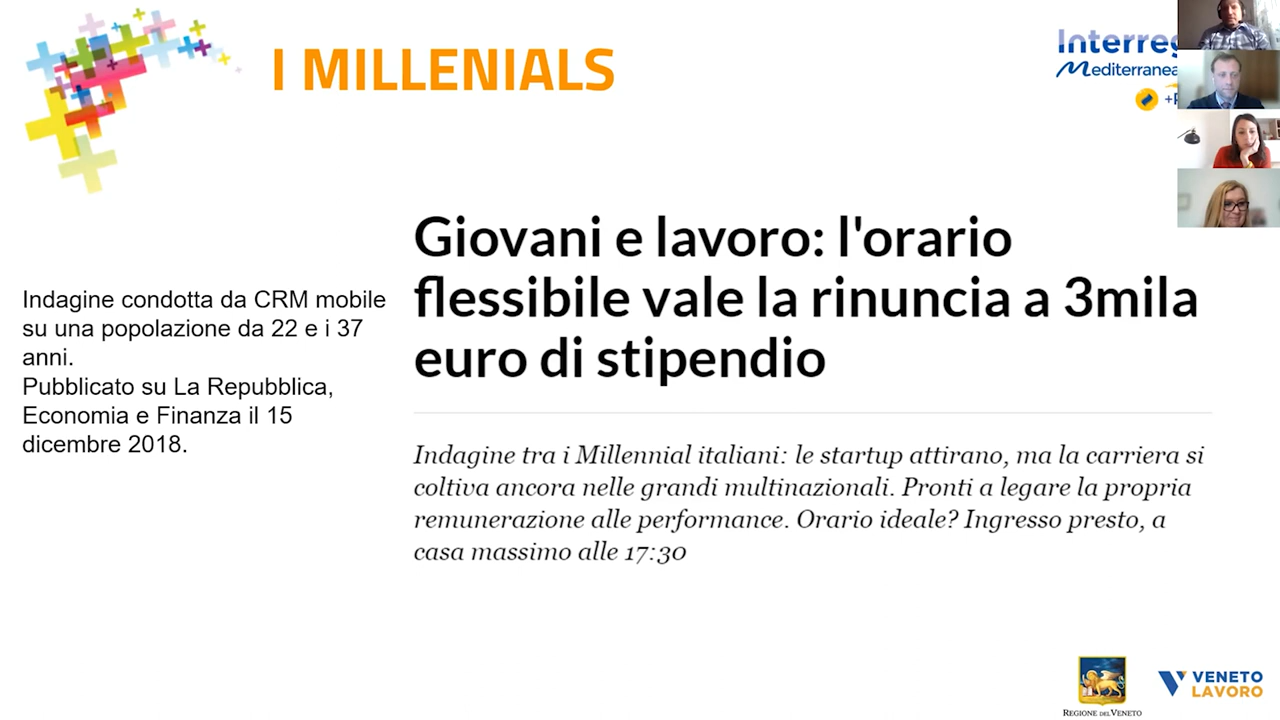 I MILLENIALS
Interreg
Mediterranea
Giovani e lavoro: l'orario
flessibile vale la rinuncia a 3mila
euro di stipendio
Indagine condotta da CRM mobile
su una popolazione da 22 e i 37
anni.
Pubblicato su La Repubblica,
Economia e Finanza il 15
dicembre 2018.
Indagine tra i Millennial italiani: le startup attirano, ma la carriera si
coltiva ancora nelle grandi multinazionali. Pronti a legare la propria
remunerazione alle performance. Orario ideale? Ingresso presto, a
casa massimo alle 17:30
REGIONE DEL VENETO
VENETO
LAVORO